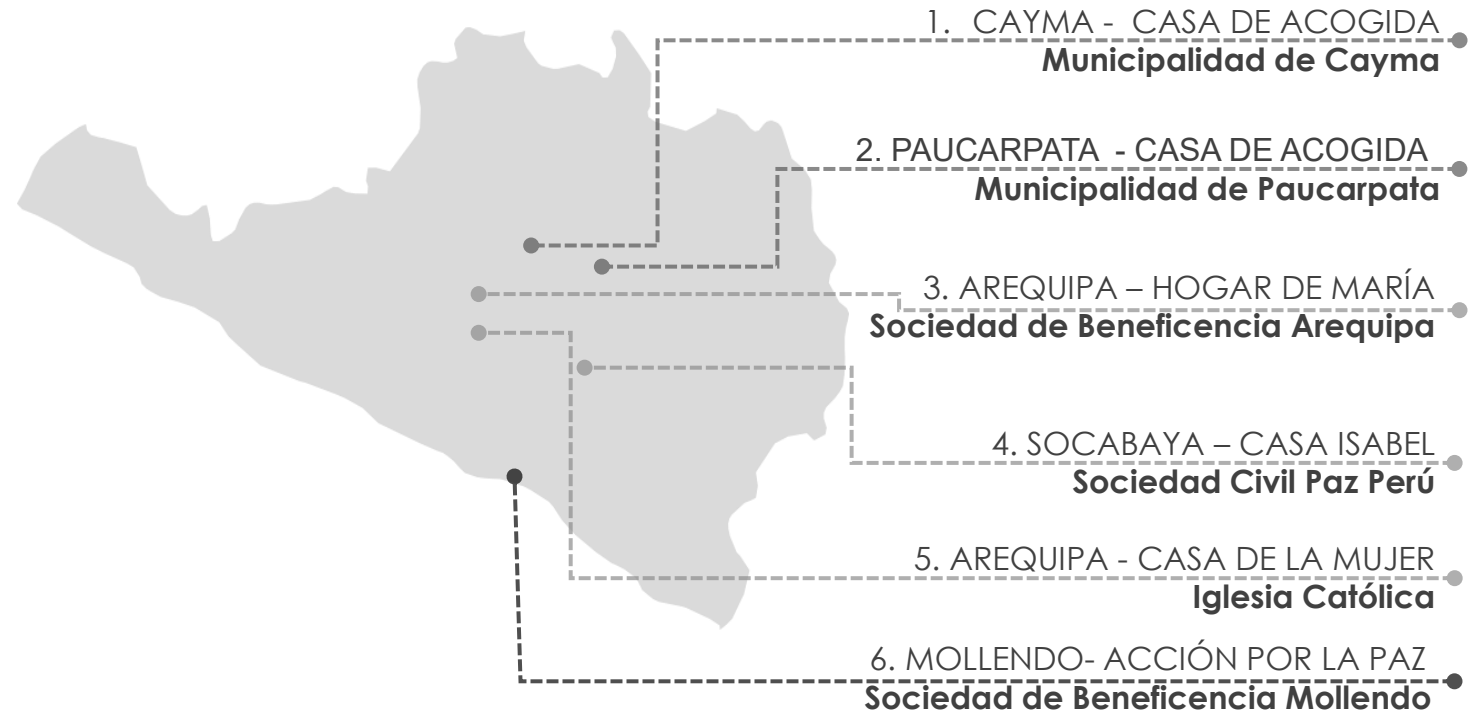 1. CAYMA - CASA DE ACOGIDA
Municipalidad de Cayma
2. PAUCARPATA - CASA DE ACOGIDA
Municipalidad de Paucarpata
3. AREQUIPA – HOGAR DE MARÍA
Sociedad de Beneficencia Arequipa
4. SOCABAYA – CASA ISABEL
Sociedad Civil Paz Perú
5. AREQUIPA - CASA DE LA MUJER
Iglesia Católica
6. MOLLENDO- ACCIÓN POR LA PAZ
Sociedad de Beneficencia Mollendo